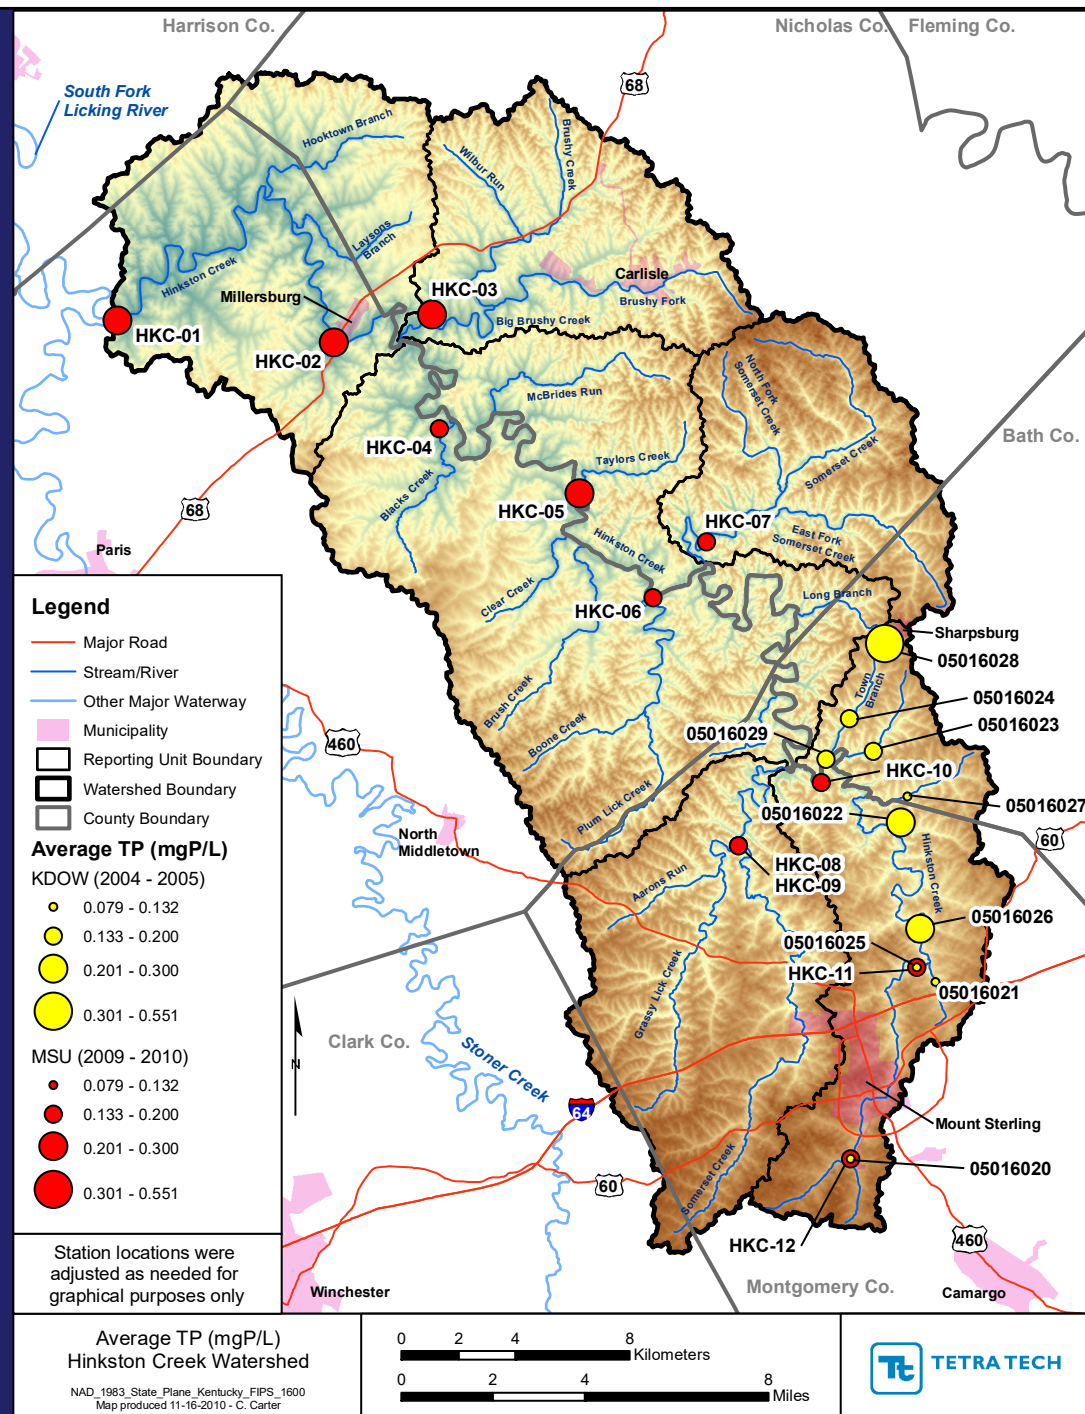 Harrison Co.
Nicholas Co.
Fleming Co.
68
South Fork
Licking River
Hooktown Branch
Wilbur Run
Brushy Creek
Laysons
Branch
Hinkston Creek
Millersburg
HKC-03
Carlisle
Brushy Fork
HKC-01
HKC-02
Big Brushy Creek
McBrides Run
North Fork
Somerset Creek
Bath Co.
HKC-04
Taylors Creek
Somerset Creek
Blacks Creek
HKC-05
68
HKC-07
Paris
Hinkston Creek
East Fork
Somerset Creek
Clear Creek
HKC-06
Long Branch
Sharpsburg
05016028
Town
Branch
05016024
05016023
Brush Creek
Boone Creek
460
05016029
HKC-10
05016027
Plum Lick Creek
05016022
60
North
Middletown
HKC-08
HKC-09
Aarons Run
Hinkston Creek
05016026
05016025
HKC-11
05016021
Grassy Lick Creek
Clark Co.
Stoner Creek
64
Mount Sterling
Somerset Creek
05016020
60
HKC-12
460
Montgomery Co.
Camargo
Winchester
N
Legend
Major Road
Stream/River
Other Major Waterway
Municipality
Reporting Unit Boundary
Watershed Boundary
County Boundary
Average TP (mgP/L)
KDOW (2004 - 2005)
0.079 - 0.132
0.133 - 0.200
0.201 - 0.300
0.301 - 0.551
MSU (2009 - 2010)
0.079 - 0.132
0.133 - 0.200
0.201 - 0.300
0.301 - 0.551
Station locations were
adjusted as needed for
graphical purposes only
Average TP (mgP/L)
Hinkston Creek Watershed
NAD_1983_State_Plane_Kentucky_FIPS_1600
Map produced 11-16-2010 - C. Carter
0 2 4 8
Kilometers
0 2 4 8
Miles
Tt TETRA TECH